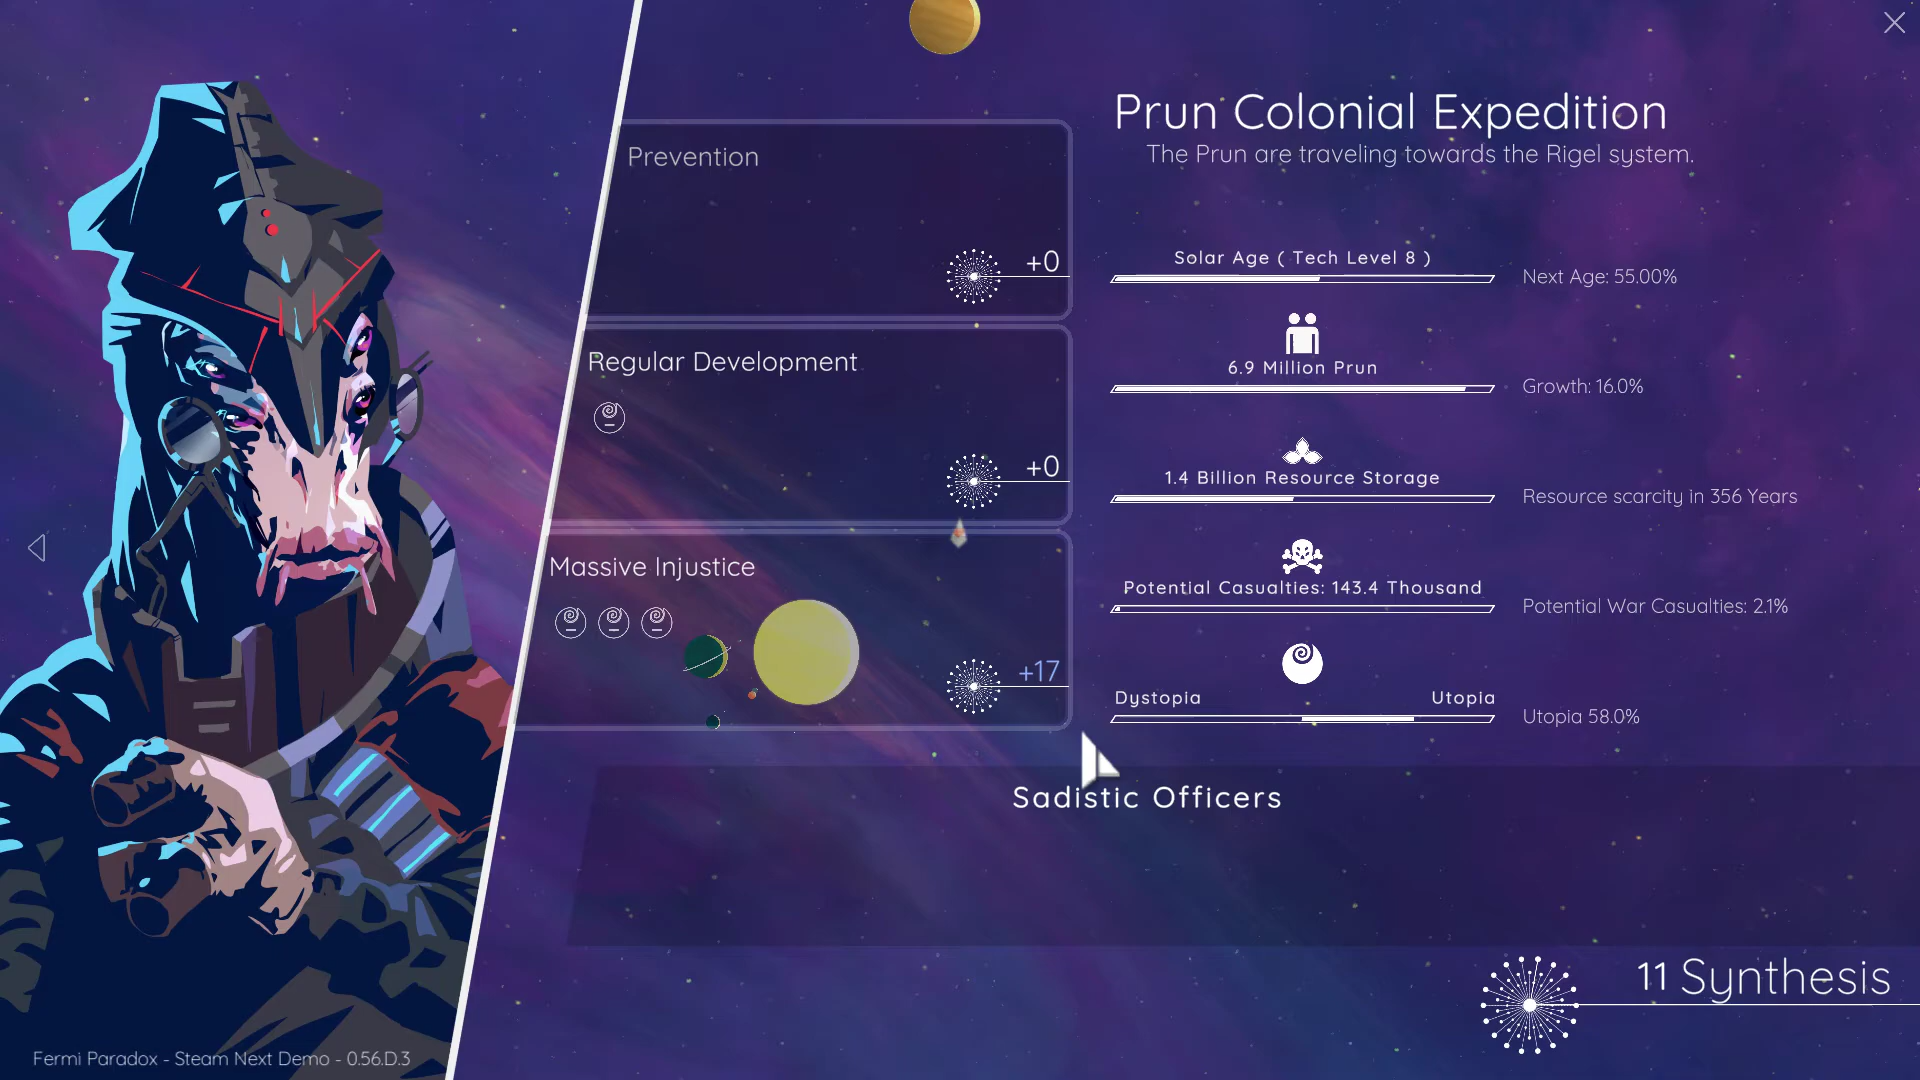 Prun Colonial Expedition
The Prun are traveling towards the Rigel system.
Prevention
+0
Regular Development
+0
Massive Injustice
+17
Solar Age ( Tech Level 8 )
Next Age: 55.00%
6.9 Million Prun
Growth: 16.0%
1.4 Billion Resource Storage
Resource scarcity in 356 Years
Potential Casualties: 143.4 Thousand
Potential War Casualties: 2.1%
Dystopia Utopia
Utopia 58.0%
Sadistic Officers
11 Synthesis
Fermi Paradox - Steam Next Demo - 0.56.D.3